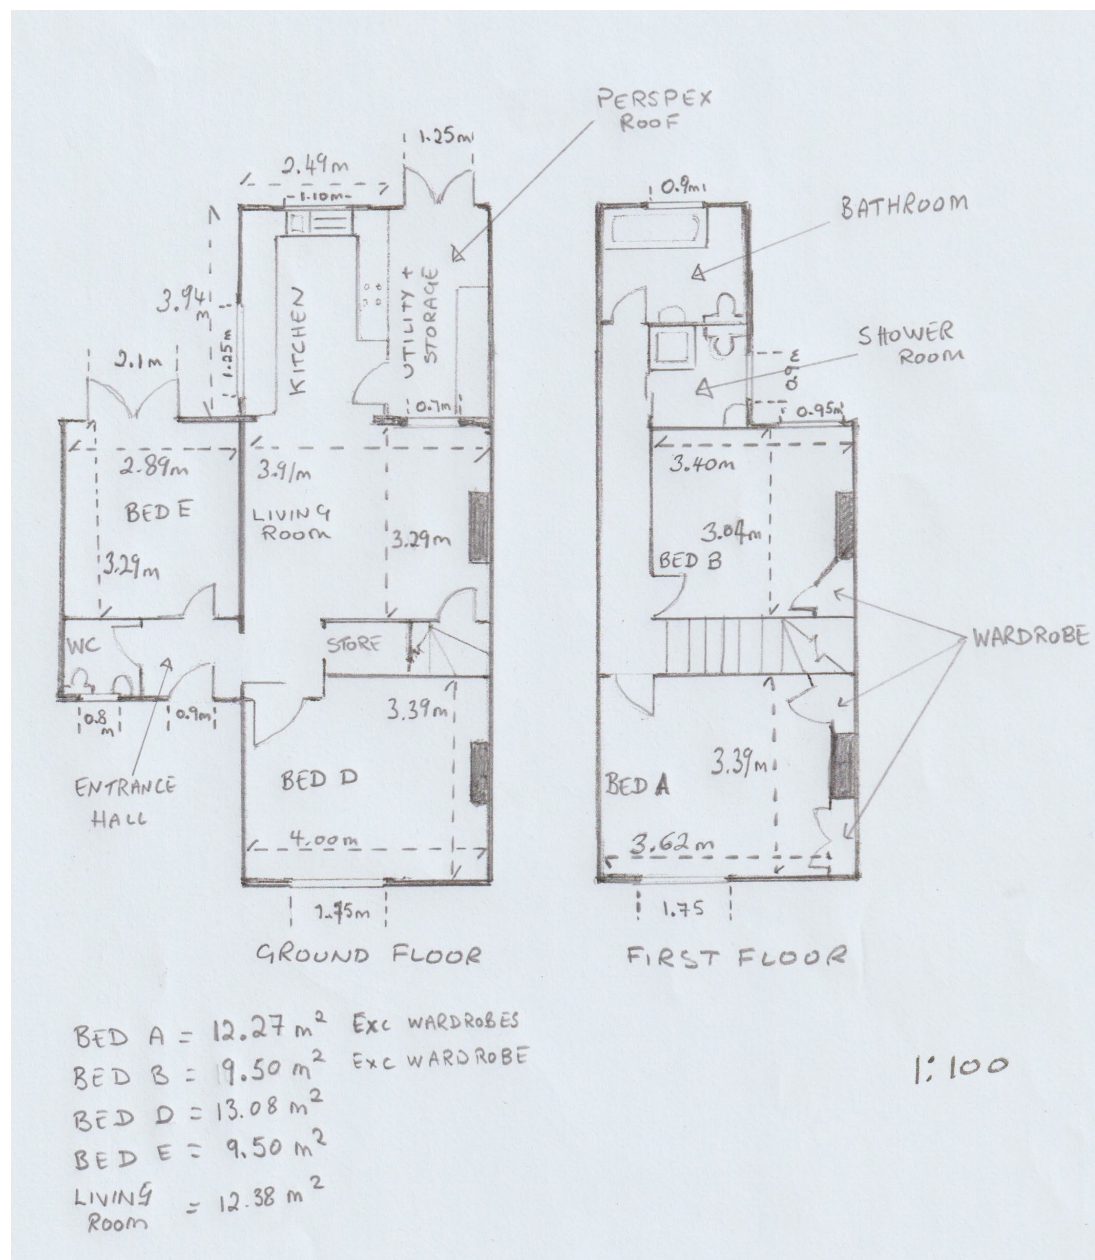 PERSPEX
ROOF
1.25m
2.49m
1.10m
3.94
m
1.25m
KITCHEN
UTILITY +
STORAGE
0.7m
2.1m
2.89m
BED E
3.29m
3.91m
LIVING
ROOM
3.29m
WC
STORE
0.8
m
0.9m
ENTRANCE
HALL
3.39m
BED D
4.00m
1.75m
GROUND FLOOR
0.9m
BATHROOM
SHOWER
ROOM
0.9m
0.95m
3.40m
3.04m
BED B
WARDROBE
3.39m
BED A
3.62m
1.75
FIRST FLOOR
BED A = 12.27 m² EXC WARDROBES
BED B = 9.50 m² EXC WARDROBE
BED D = 13.08 m²
BED E = 9.50 m²
LIVING
ROOM = 12.38 m²
1:100